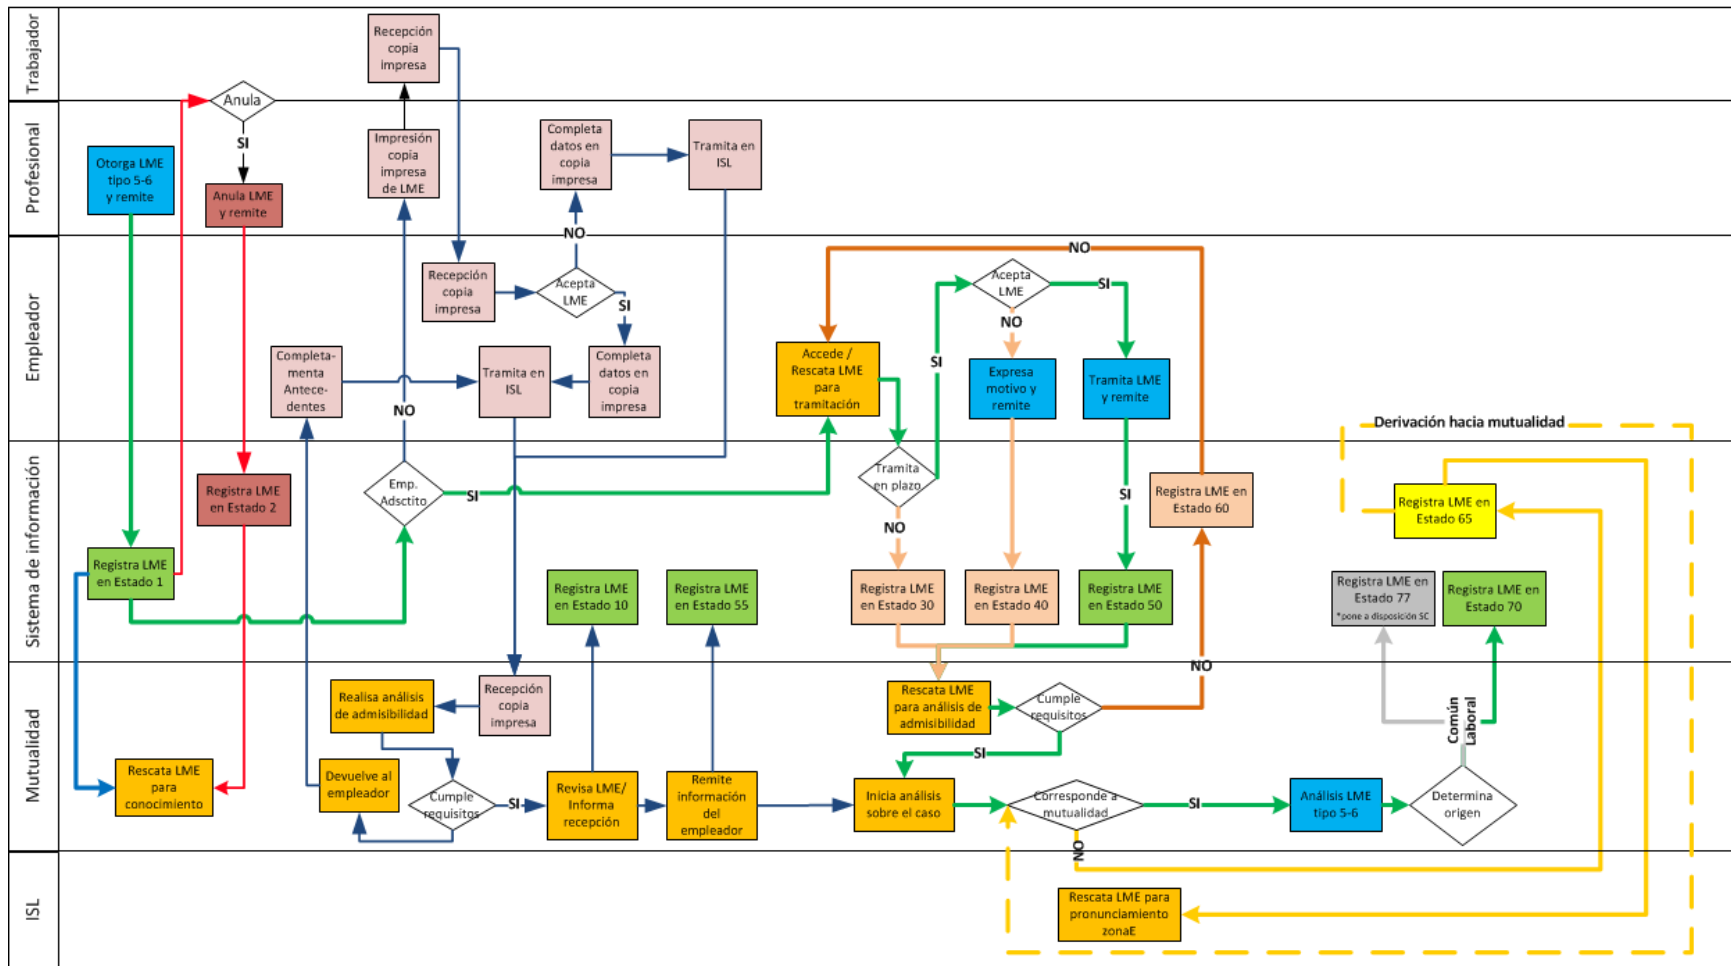 Trabajador
Recepción
copia
impresa
Anula
SI
Profesional
Otorga LME
tipo 5-6
y remite
Anula LME
y remite
Impresión
copia
impresa
de LME
Completa
datos en
copia
impresa
Tramita en
ISL
NO
Empleador
Recepción
copia
impresa
Acepta
LME
SI
Completa-
menta
Antece-
dentes
Tramita en
ISL
Completa
datos en
copia
impresa
NO
NO
Accede /
Rescata LME
para
tramitación
SI
Acepta
LME
SI
NO
Expresa
motivo y
remite
Tramita LME
y remite
Derivación hacia mutualidad
Sistema de información
Registra LME
en Estado 2
Emp.
Adsctito
SI
Tramita
en plazo
NO
SI
Registra LME en
Estado 60
Registra LME en
Estado 65
Registra LME
en Estado 1
Registra LME
en Estado 10
Registra LME
en Estado 55
Registra LME
en Estado 30
Registra LME
en Estado 40
Registra LME
en Estado 50
Registra LME en
Estado 77
*pone a disposición SC
Registra LME en
Estado 70
Mutualidad
Realisa análisis
de admisibilidad
Recepción
copia
impresa
Rescata LME
para análisis de
admisibilidad
Cumple
requisitos
NO
SI
Común
Laboral
Rescata LME
para
conocimiento
Devuelve al
empleador
Cumple
requisitos
SI
Revisa LME/
Informa
recepción
Remite
información
del
empleador
Inicia análisis
sobre el caso
Corresponde a
mutualidad
SI
NO
Análisis LME
tipo 5-6
Determina
origen
ISL
Rescata LME para
pronunciamiento
zonaE